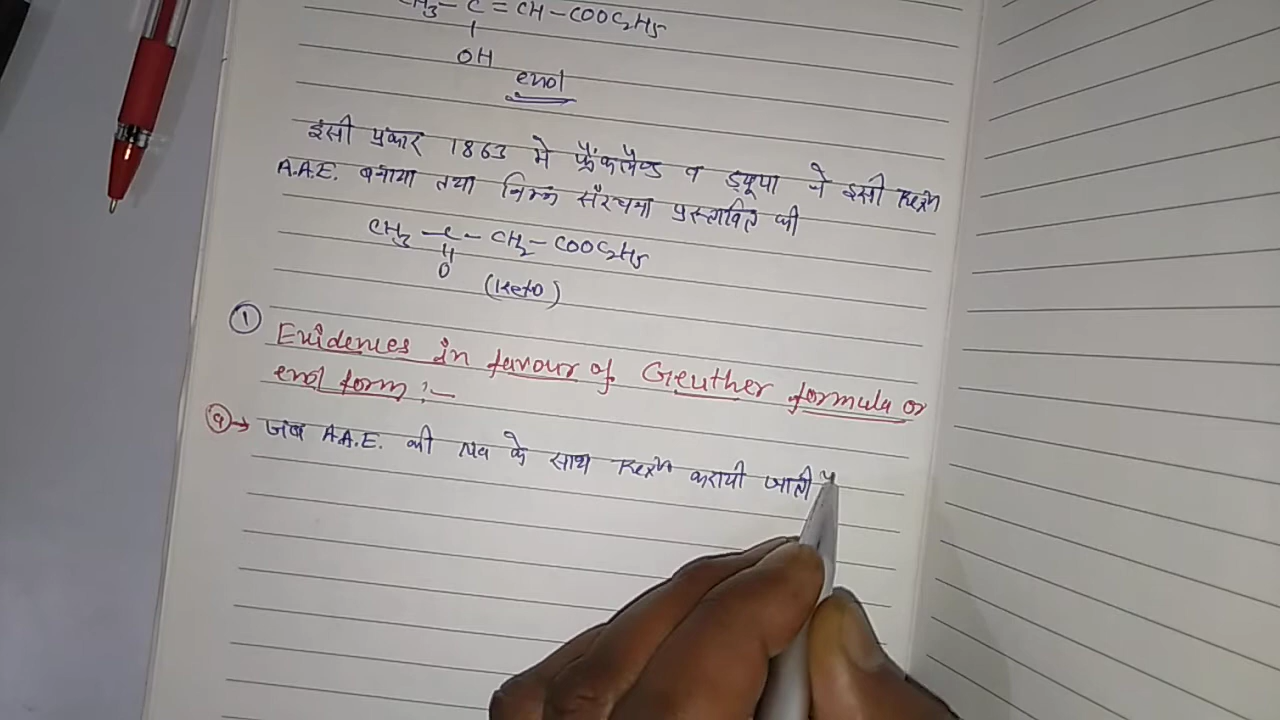 CH3 - C = CH - COOC2H5
OH
enol
इसी प्रकार 1863 मे फ्रैंकलैण्ड व ड्यूपा ने इसी Rexn
A.A.E. बनाया तथा निम्न संरचना प्रस्तावित की
CH3 - C - CH2 - COOC2H5
O
(Keto)
① Evidences in favour of Geuther formula or
enol form :-
जब A.A.E. की Na के साथ Rexn करायी जाती